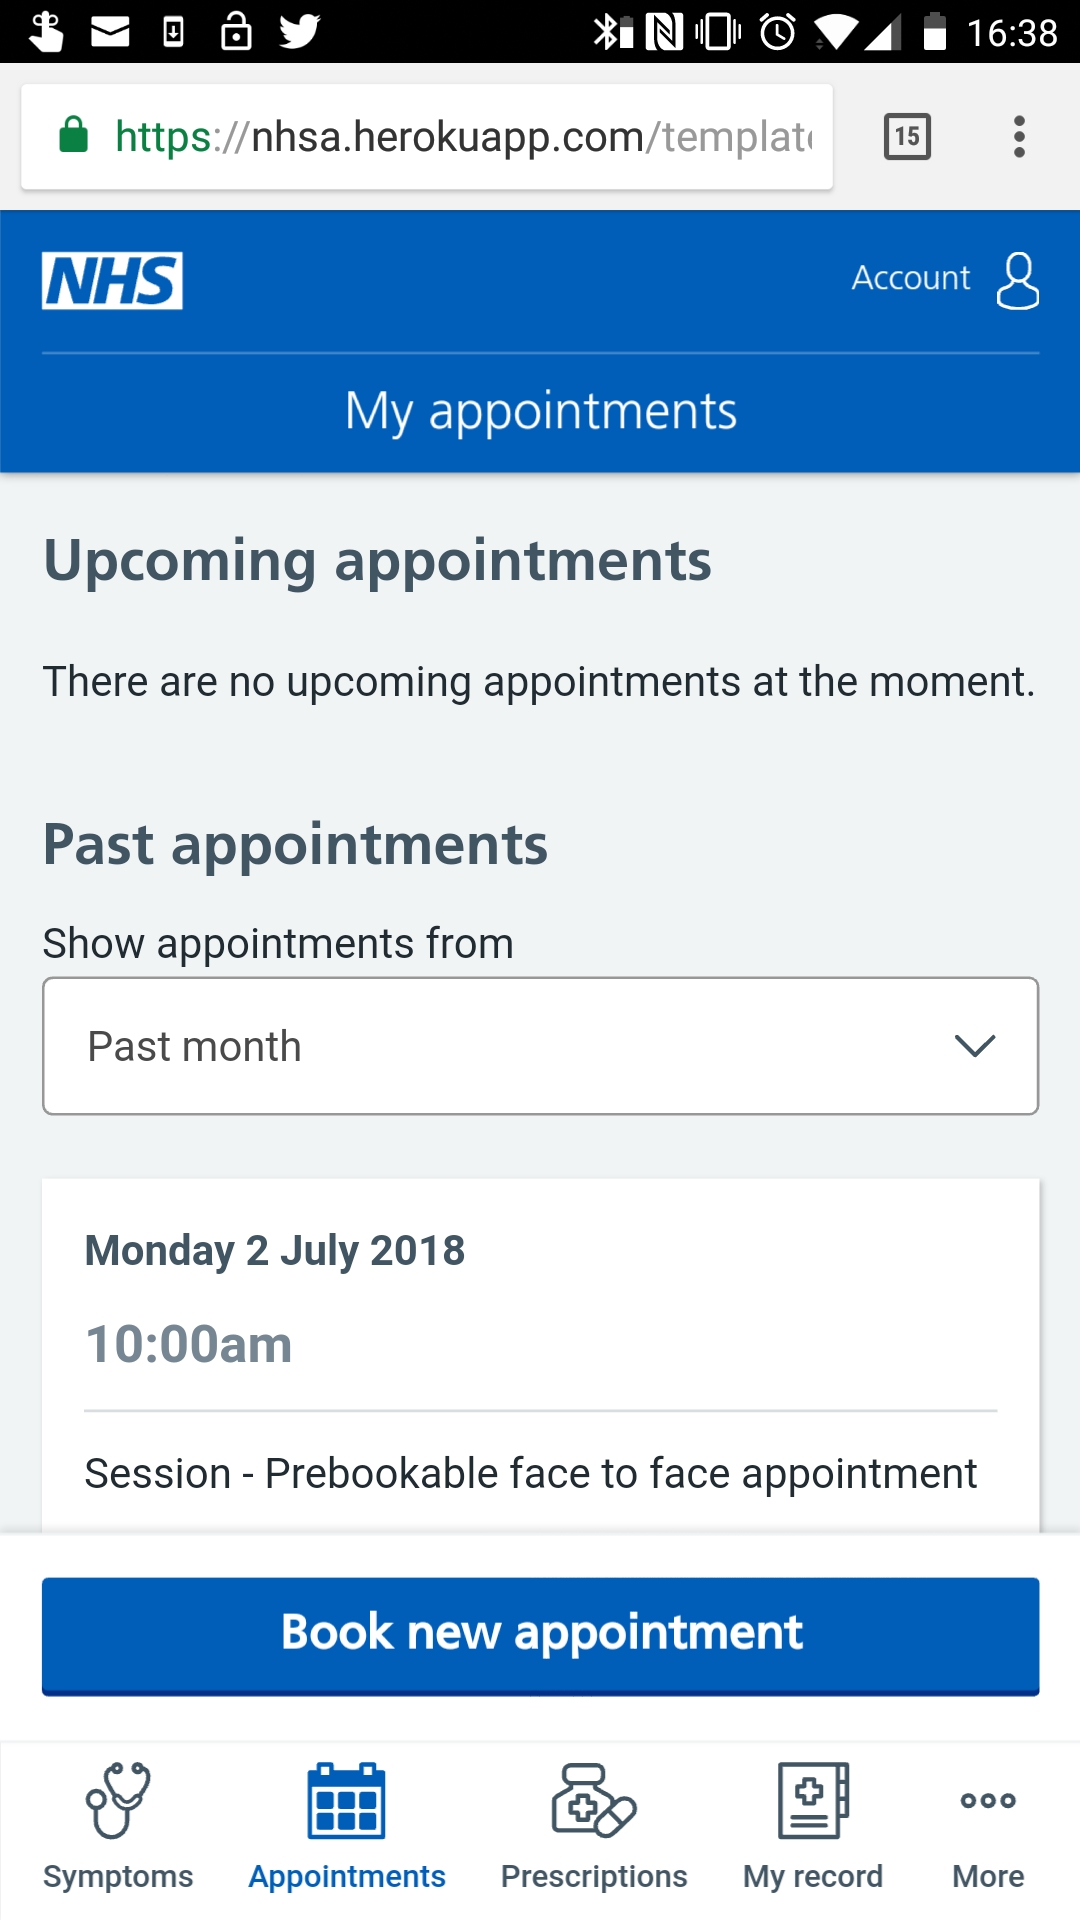 16:38
https://nhsa.herokuapp.com/templat
15
NHS
Account
My appointments
Upcoming appointments
There are no upcoming appointments at the moment.
Past appointments
Show appointments from
Past month
Monday 2 July 2018
10:00am
Session - Prebookable face to face appointment
Book new appointment
Symptoms Appointments Prescriptions My record More